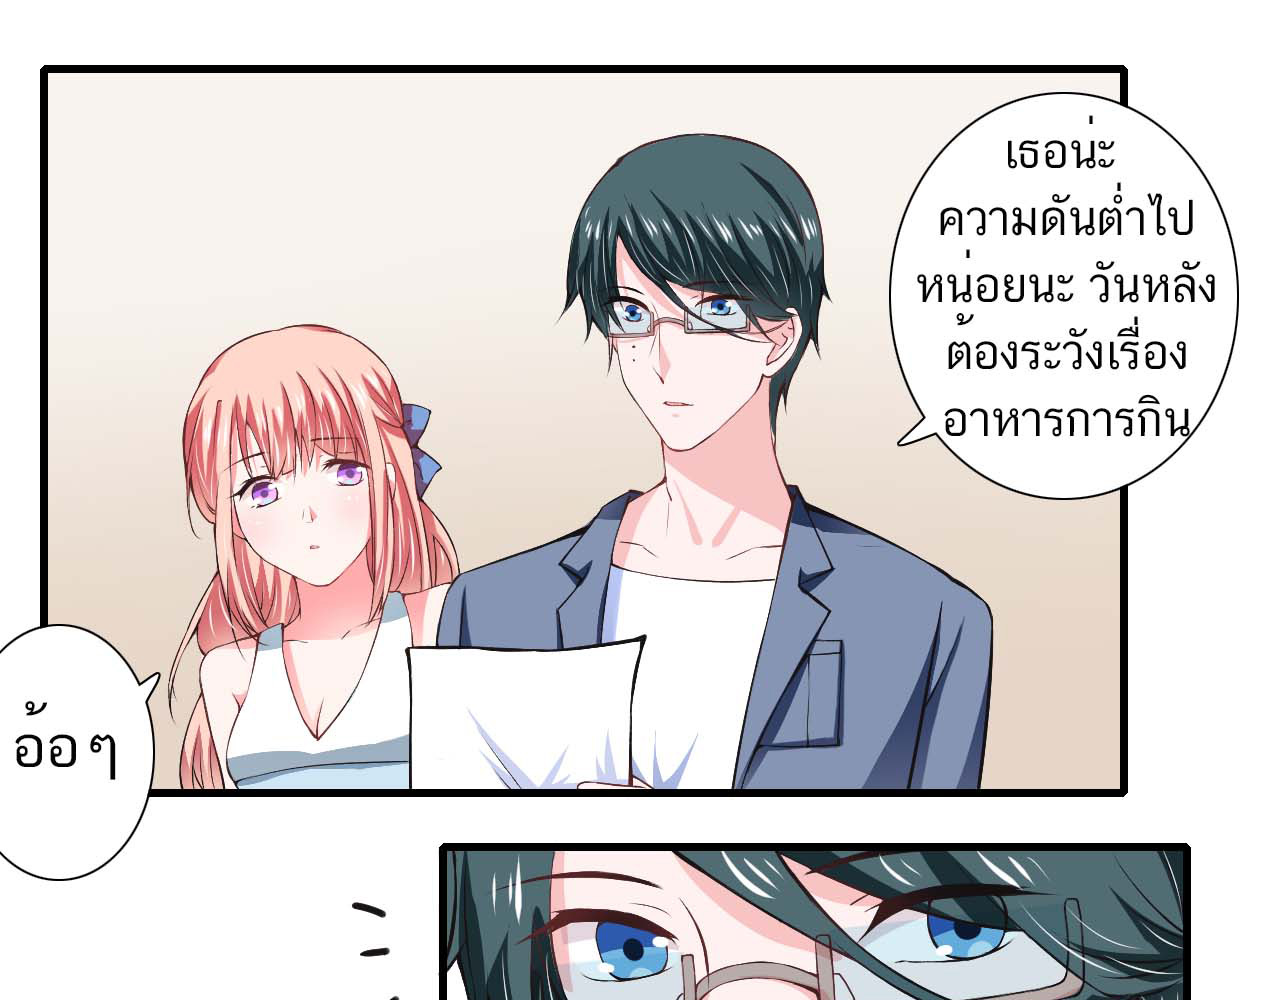 เธอน่ะ
ความดันต่ำไป
หน่อยนะ วันหลัง
ต้องระวังเรื่อง
อาหารการกิน
อ้อๆ